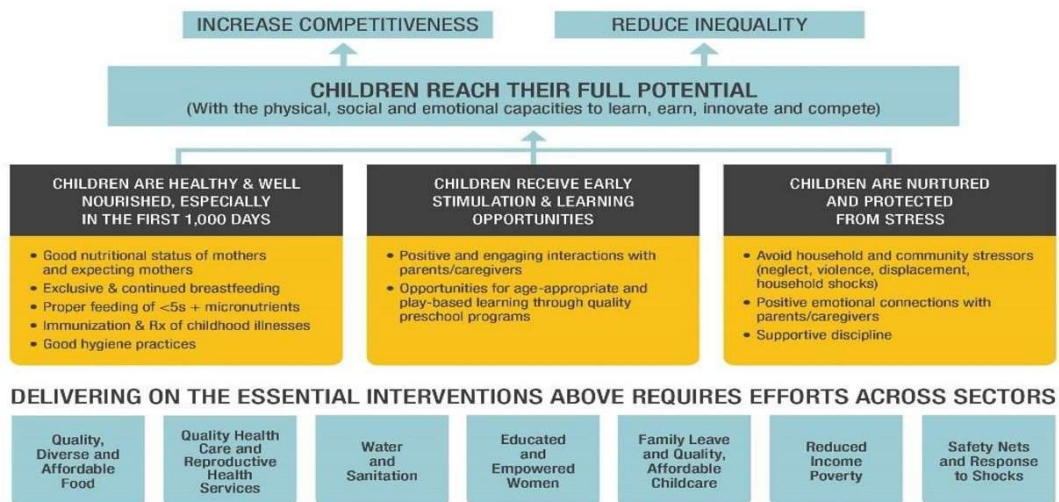 INCREASE COMPETITIVENESS
REDUCE INEQUALITY
CHILDREN REACH THEIR FULL POTENTIAL
(With the physical, social and emotional capacities to learn, earn, innovate and compete)
CHILDREN ARE HEALTHY & WELL
NOURISHED, ESPECIALLY
IN THE FIRST 1,000 DAYS
• Good nutritional status of mothers
and expecting mothers
• Exclusive & continued breastfeeding
• Proper feeding of <5s + micronutrients
• Immunization & Rx of childhood illnesses
• Good hygiene practices
CHILDREN RECEIVE EARLY
STIMULATION & LEARNING
OPPORTUNITIES
• Positive and engaging interactions with
parents/caregivers
• Opportunities for age-appropriate and
play-based learning through quality
preschool programs
CHILDREN ARE NURTURED
AND PROTECTED
FROM STRESS
• Avoid household and community stressors
(neglect, violence, displacement,
household shocks)
• Positive emotional connections with
parents/caregivers
• Supportive discipline
DELIVERING ON THE ESSENTIAL INTERVENTIONS ABOVE REQUIRES EFFORTS ACROSS SECTORS
Quality,
Diverse and
Affordable
Food
Quality Health
Care and
Reproductive
Health
Services
Water
and
Sanitation
Educated
and
Empowered
Women
Family Leave
and Quality,
Affordable
Childcare
Reduced
Income
Poverty
Safety Nets
and Response
to Shocks